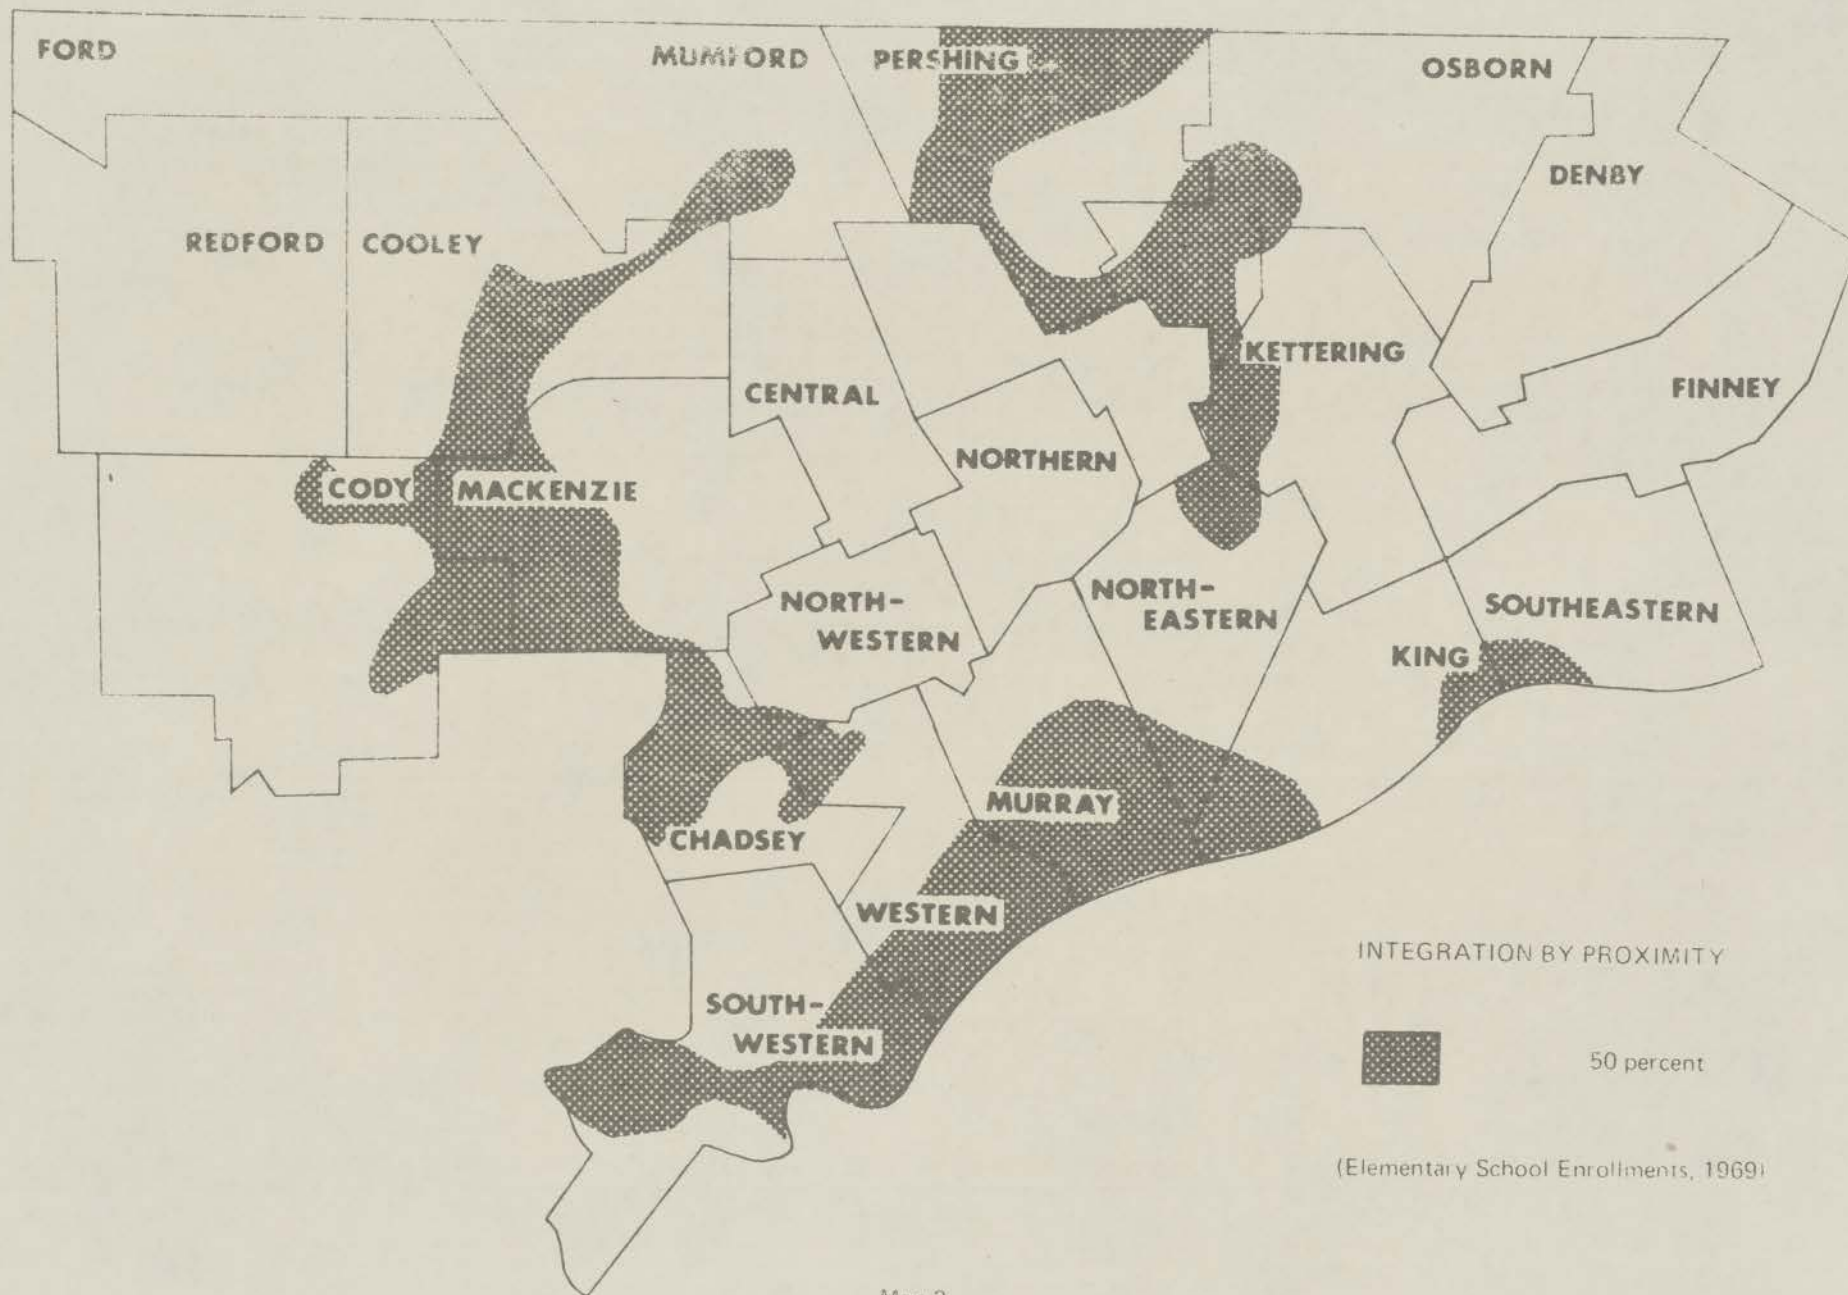 FORD
MUMFORD
PERSHING
OSBORN
DENBY
REDFORD
COOLEY
KETTERING
FINNEY
CENTRAL
NORTHERN
CODY
MACKENZIE
NORTH-
WESTERN
NORTH-
EASTERN
SOUTHEASTERN
KING
MURRAY
CHADSEY
WESTERN
SOUTH-
WESTERN
INTEGRATION BY PROXIMITY
50 percent
(Elementary School Enrollments, 1969)